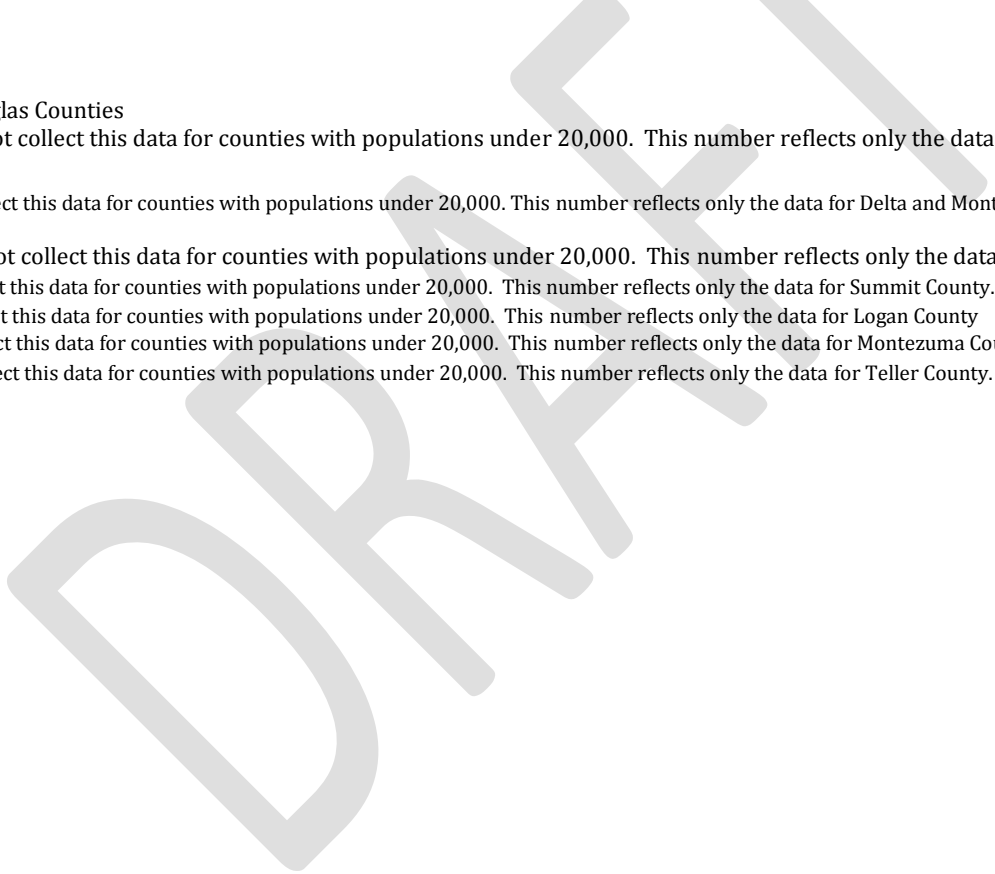 las Counties
ot collect this data for counties with populations under 20,000. This number reflects only the data
ct this data for counties with populations under 20,000. This number reflects only the data for Delta and Mont
ot collect this data for counties with populations under 20,000. This number reflects only the data
t this data for counties with populations under 20,000. This number reflects only the data for Summit County.
t this data for counties with populations under 20,000. This number reflects only the data for Logan County
ct this data for counties with populations under 20,000. This number reflects only the data for Montezuma Cou
ect this data for counties with populations under 20,000. This number reflects only the data for Teller County.
DRAFT